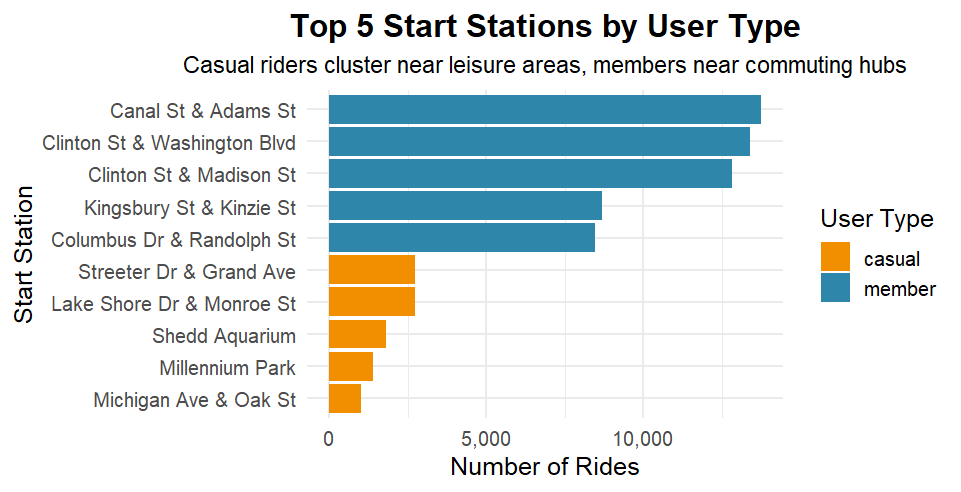 Top 5 Start Stations by User Type
Casual riders cluster near leisure areas, members near commuting hubs
Start Station
Canal St & Adams St
Clinton St & Washington Blvd
Clinton St & Madison St
Kingsbury St & Kinzie St
Columbus Dr & Randolph St
Streeter Dr & Grand Ave
Lake Shore Dr & Monroe St
Shedd Aquarium
Millennium Park
Michigan Ave & Oak St
0 5,000 10,000
Number of Rides
User Type
casual
member